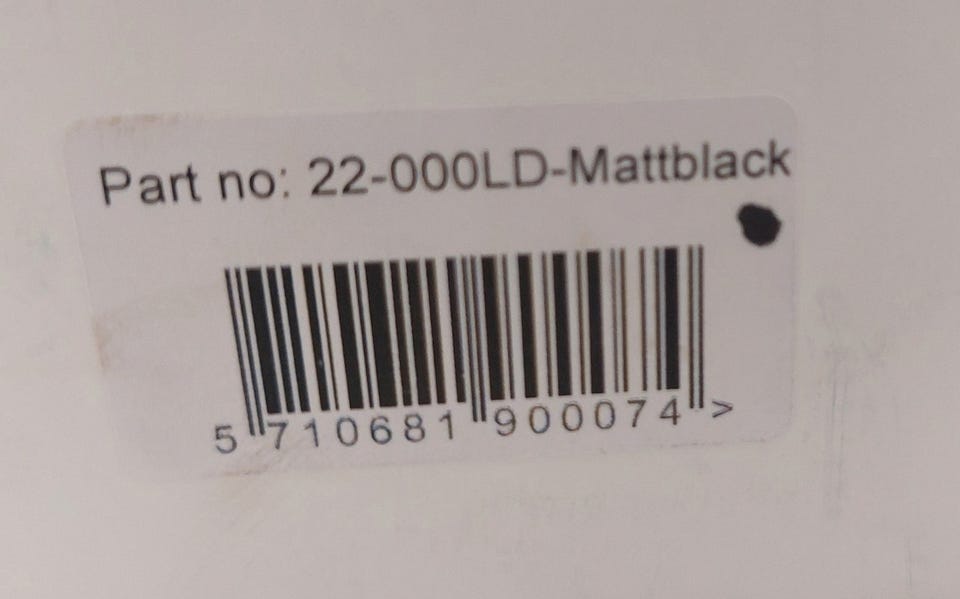 Part no: 22-000LD-Mattblack
5 710681 900074 >